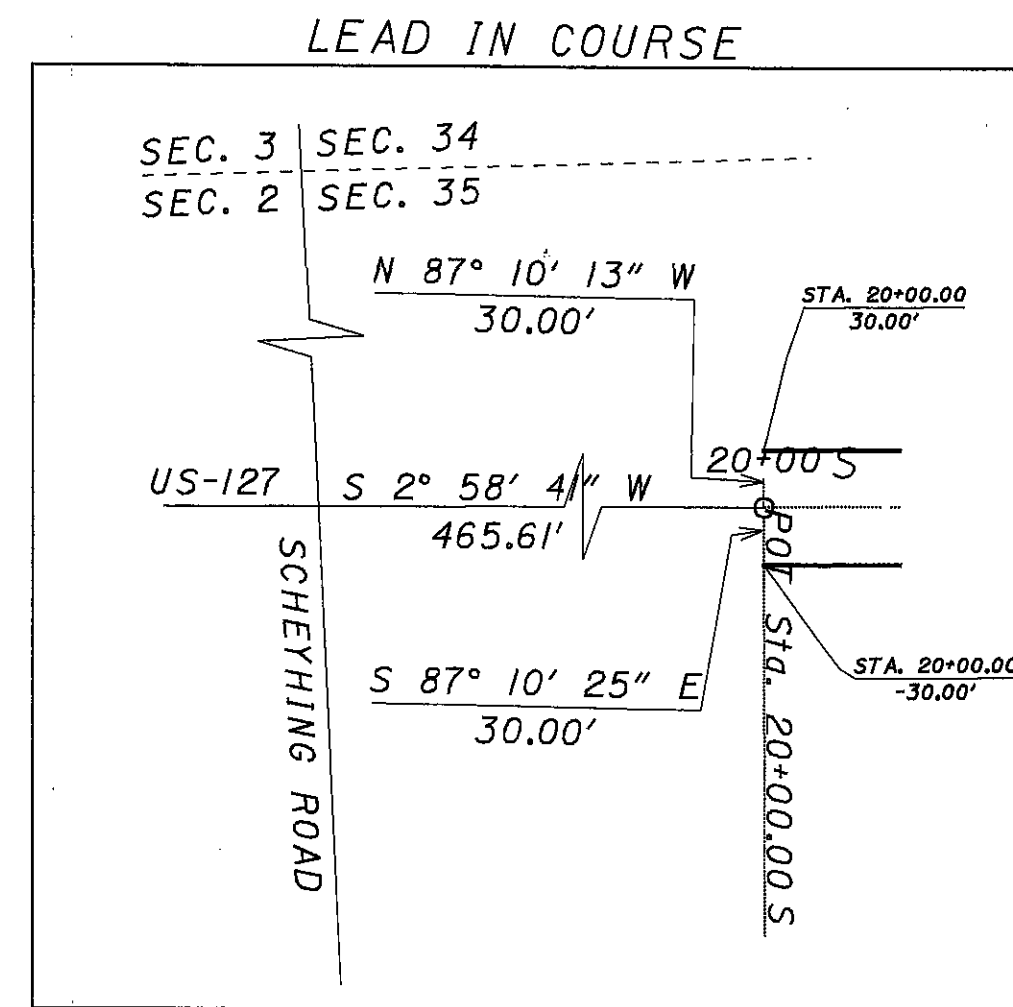 LEAD IN COURSE
SEC. 3 SEC. 34
SEC. 2 SEC. 35
N 87° 10' 13" W
30.00'
STA. 20+00.00
30.00'
20+00 S
US-127 S 2° 58' 41" W
465.61'
SCHEYHING ROAD
POT Sta. 20+00.00 S
S 87° 10' 25" E
30.00'
STA. 20+00.00
-30.00'